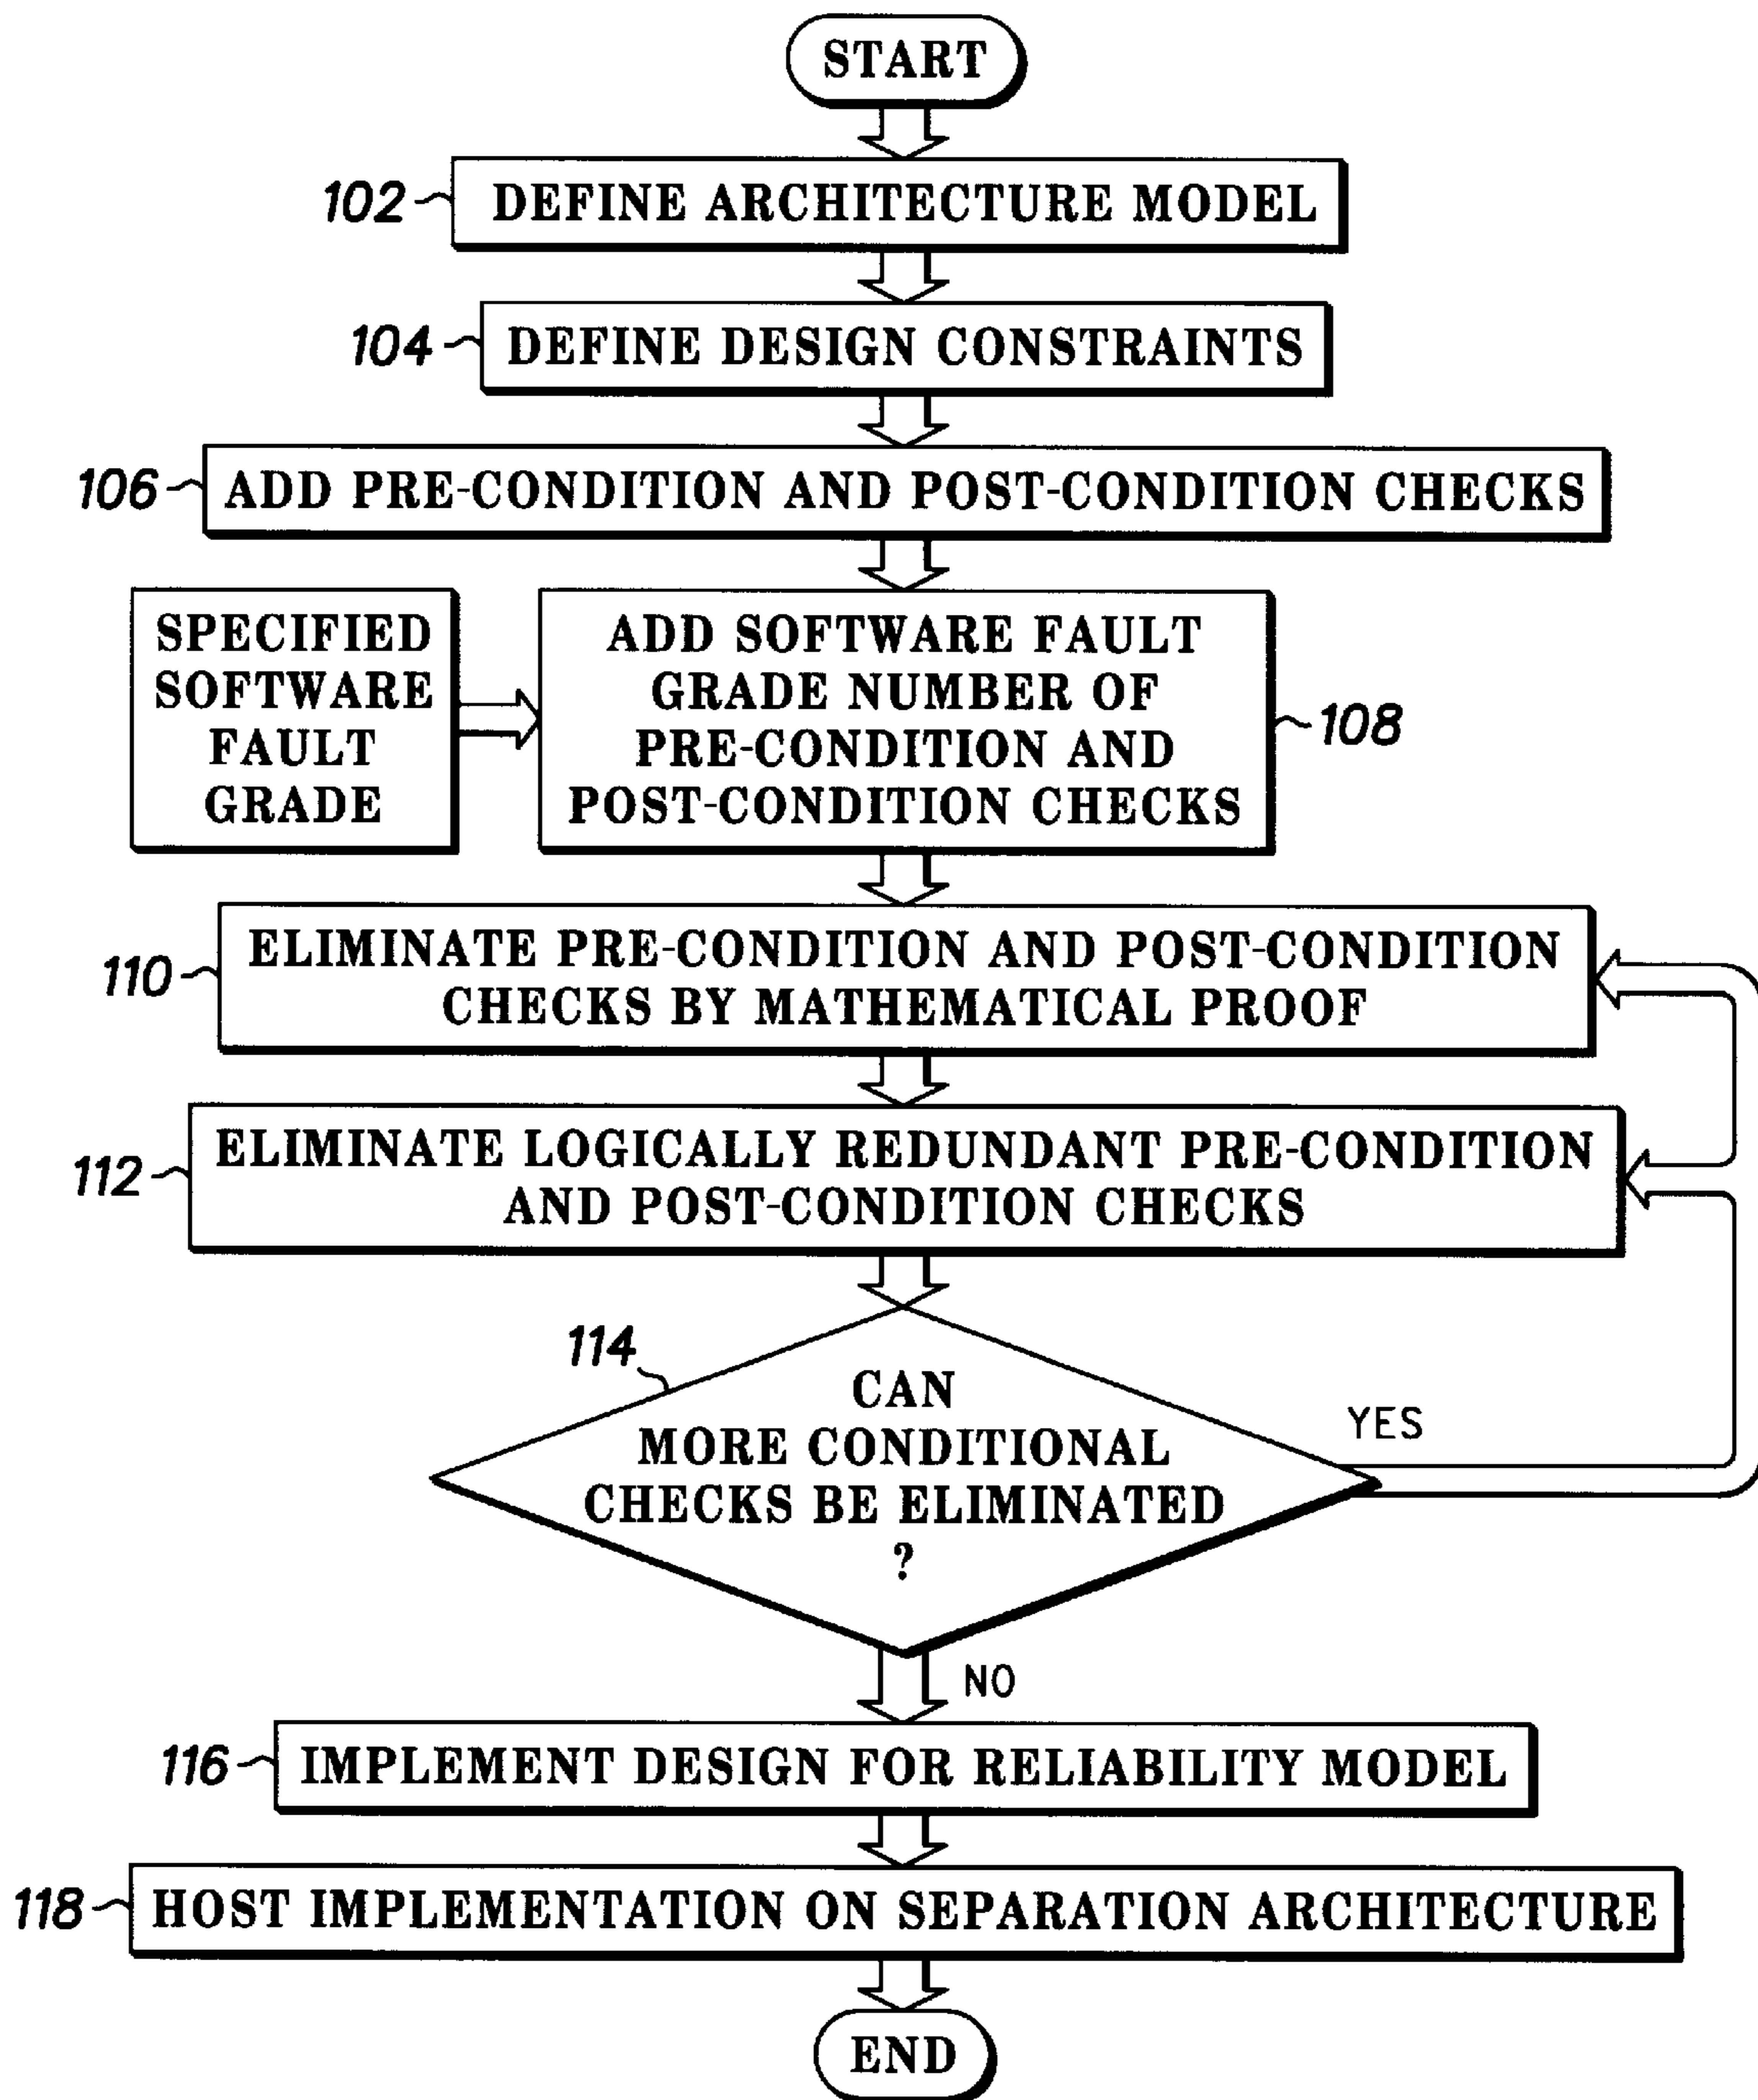 START
102
DEFINE ARCHITECTURE MODEL
104
DEFINE DESIGN CONSTRAINTS
106
ADD PRE-CONDITION AND POST-CONDITION CHECKS
SPECIFIED
SOFTWARE
FAULT
GRADE
ADD SOFTWARE FAULT
GRADE NUMBER OF
PRE-CONDITION AND
POST-CONDITION CHECKS
108
110
ELIMINATE PRE-CONDITION AND POST-CONDITION
CHECKS BY MATHEMATICAL PROOF
112
ELIMINATE LOGICALLY REDUNDANT PRE-CONDITION
AND POST-CONDITION CHECKS
114
CAN
MORE CONDITIONAL
CHECKS BE ELIMINATED
?
YES
NO
116
IMPLEMENT DESIGN FOR RELIABILITY MODEL
118
HOST IMPLEMENTATION ON SEPARATION ARCHITECTURE
END